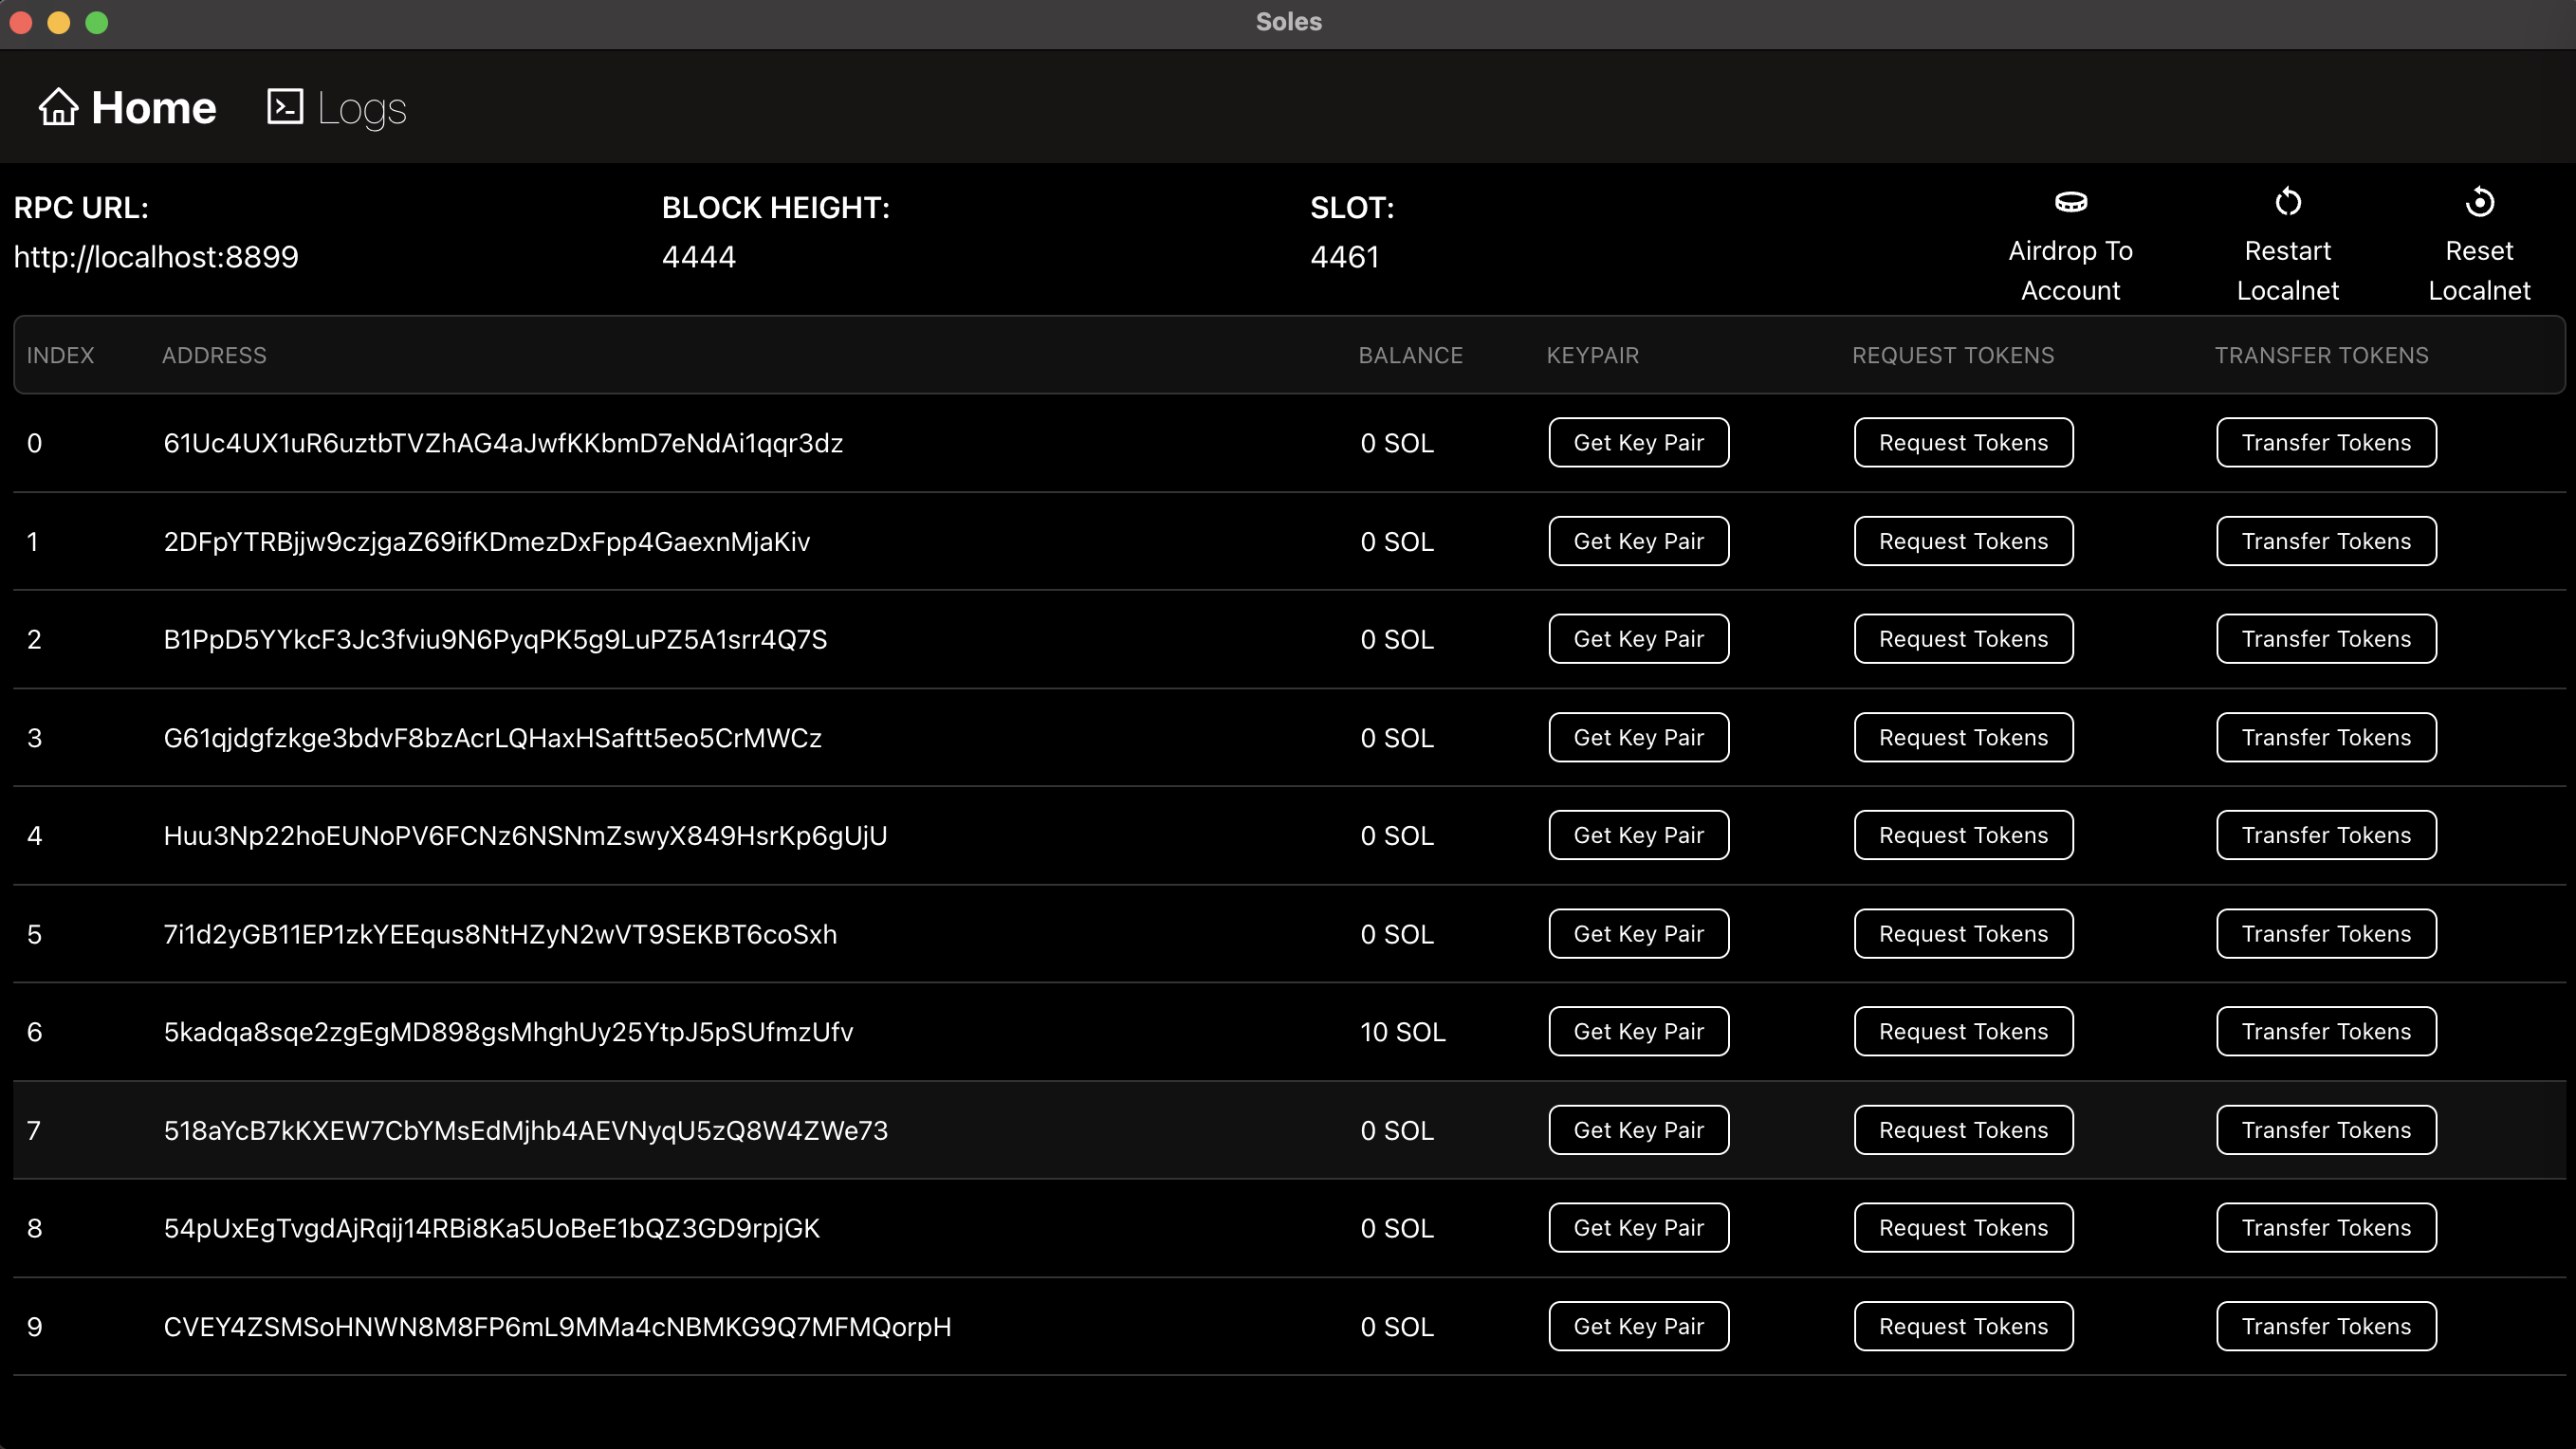 Soles
Home Logs
RPC URL: BLOCK HEIGHT: SLOT:
http://localhost:8899 4444 4461
Airdrop To Account
Restart Localnet
Reset Localnet
INDEX ADDRESS BALANCE KEYPAIR REQUEST TOKENS TRANSFER TOKENS
0 61Uc4UX1uR6uztbTVZhAG4aJwfKKbmD7eNdAi1qqr3dz 0 SOL Get Key Pair Request Tokens Transfer Tokens
1 2DFpYTRBjjw9czjgaZ69ifKDmezDxFpp4GaexnMjaKiv 0 SOL Get Key Pair Request Tokens Transfer Tokens
2 B1PpD5YYkcF3Jc3fviu9N6PyqPK5g9LuPZ5A1srr4Q7S 0 SOL Get Key Pair Request Tokens Transfer Tokens
3 G61qjdgfzkge3bdvF8bzAcrLQHaxHSaftt5eo5CrMWCz 0 SOL Get Key Pair Request Tokens Transfer Tokens
4 Huu3Np22hoEUNoPV6FCNz6NSNmZswyX849HsrKp6gUjU 0 SOL Get Key Pair Request Tokens Transfer Tokens
5 7i1d2yGB11EP1zkYEEqus8NtHZyN2wVT9SEKBT6coSxh 0 SOL Get Key Pair Request Tokens Transfer Tokens
6 5kadqa8sqe2zgEgMD898gsMhghUy25YtpJ5pSUfmzUfv 10 SOL Get Key Pair Request Tokens Transfer Tokens
7 518aYcB7kKXEW7CbYMsEdMjhb4AEVNyqU5zQ8W4ZWe73 0 SOL Get Key Pair Request Tokens Transfer Tokens
8 54pUxEgTvgdAjRqij14RBi8Ka5UoBeE1bQZ3GD9rpjGK 0 SOL Get Key Pair Request Tokens Transfer Tokens
9 CVEY4ZSMSoHNWN8M8FP6mL9MMa4cNBMKG9Q7MFMQorpH 0 SOL Get Key Pair Request Tokens Transfer Tokens